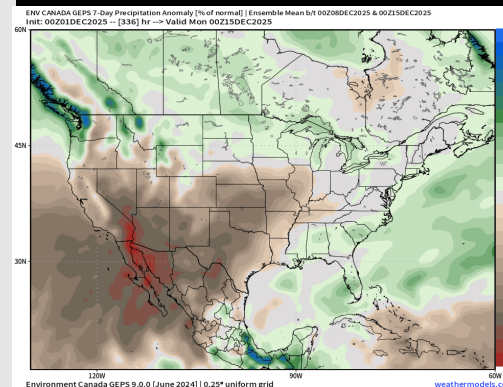 ENV CANADA GEPS 7-Day Precipitation Anomaly [% of normal] | Ensemble Mean b/t 00Z08DEC2025 & 00Z15DEC2025
Init: 00Z01DEC2025 -- [336] hr --> Valid Mon 00Z15DEC2025
60N
45N
30N
120W
90W
60W
Environment Canada GEPS 9.0.0 [June 2024] | 0.25° uniform grid
weathermodels.c